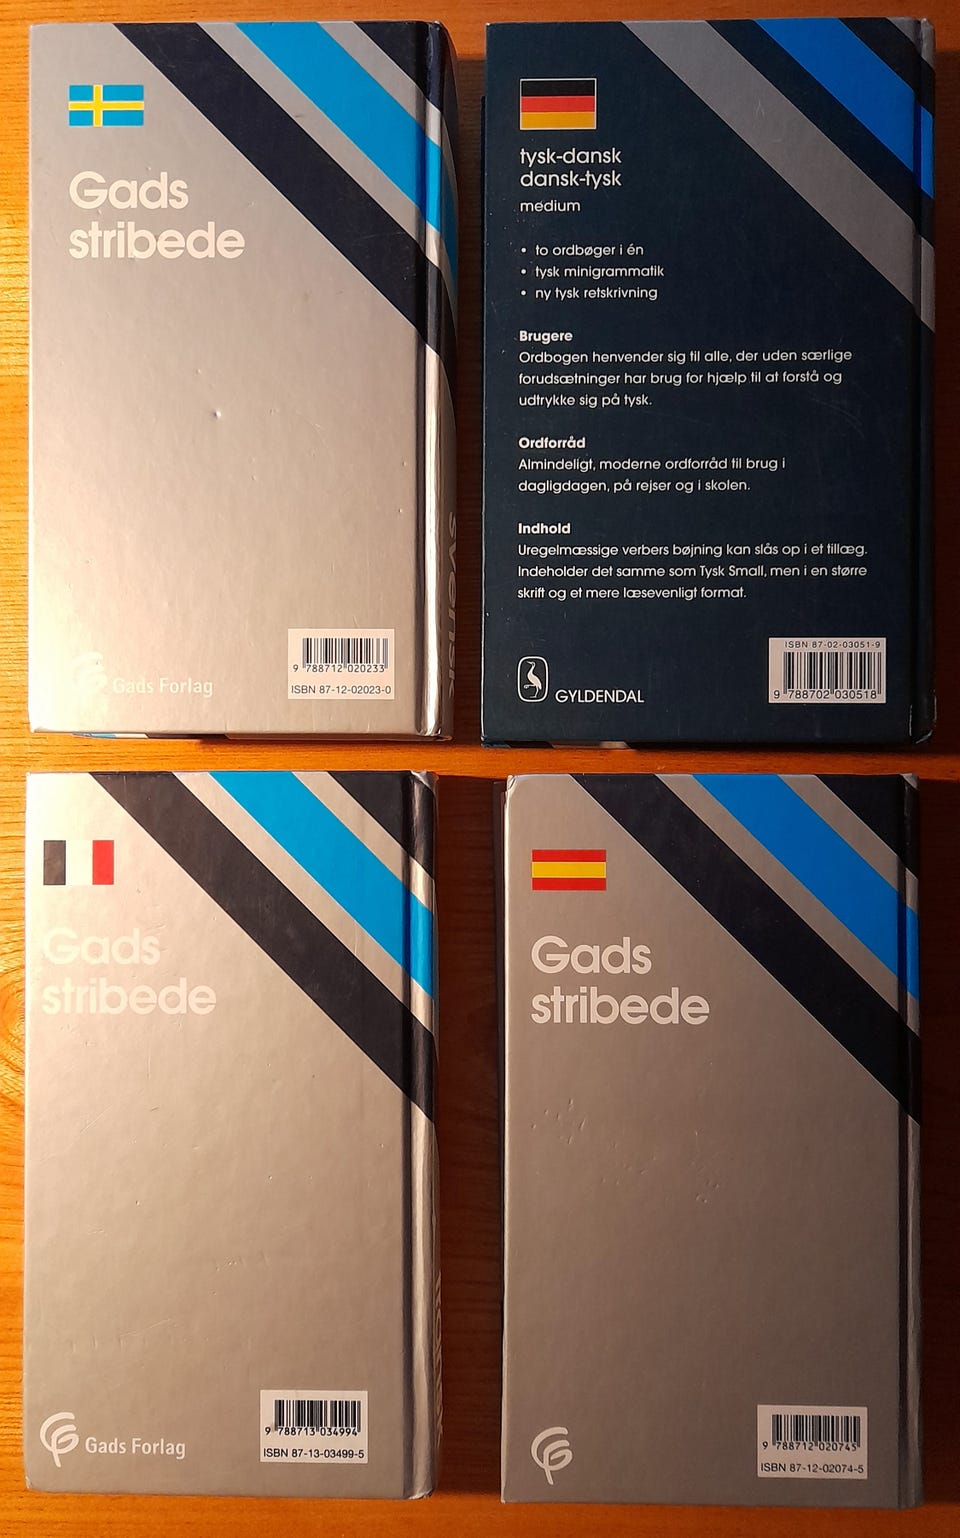 Gads
stribede
SVENSK
Gads Forlag
9 788712 020233
ISBN 87-12-02023-0
tysk-dansk
dansk-tysk
medium
• to ordbøger i én
• tysk minigrammatik
• ny tysk retskrivning
Brugere
Ordbogen henvender sig til alle, der uden særlige
forudsætninger har brug for hjælp til at forstå og
udtrykke sig på tysk.
Ordforråd
Almindeligt, moderne ordforråd til brug i
dagligdagen, på rejser og i skolen.
Indhold
Uregelmæssige verbers bøjning kan slås op i et tillæg.
Indeholder det samme som Tysk Small, men i en større
skrift og et mere læsevenligt format.
GYLDENDAL
ISBN 87-02-03051-9
9 788702 030518
Gads
stribede
Gads Forlag
9 788713 034994
ISBN 87-13-03499-5
Gads
stribede
9 788712 020745
ISBN 87-12-02074-5